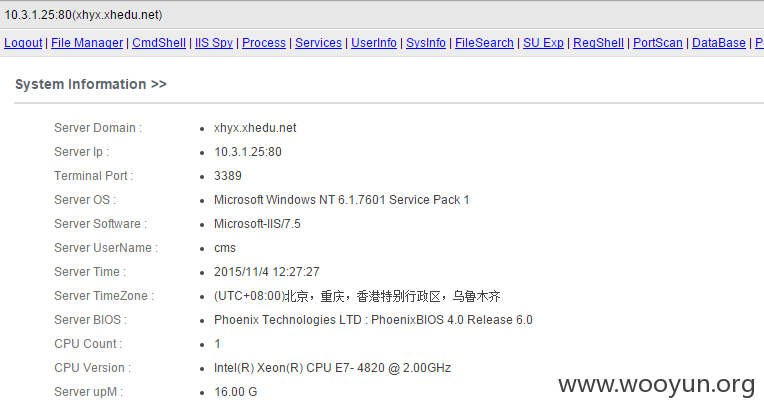 10.3.1.25:80(xhyx.xhedu.net)
Logout | File Manager | CmdShell | IIS Spy | Process | Services | UserInfo | SysInfo | FileSearch | SU Exp | RegShell | PortScan | DataBase | P
System Information >>
Server Domain : • xhyx.xhedu.net
Server Ip : • 10.3.1.25:80
Terminal Port : • 3389
Server OS : • Microsoft Windows NT 6.1.7601 Service Pack 1
Server Software : • Microsoft-IIS/7.5
Server UserName : • cms
Server Time : • 2015/11/4 12:27:27
Server TimeZone : • (UTC+08:00)北京，重庆，香港特别行政区，乌鲁木齐
Server BIOS : • Phoenix Technologies LTD : PhoenixBIOS 4.0 Release 6.0
CPU Count : • 1
CPU Version : • Intel(R) Xeon(R) CPU E7- 4820 @ 2.00GHz
Server upM : • 16.00 G
www.wooyun.org